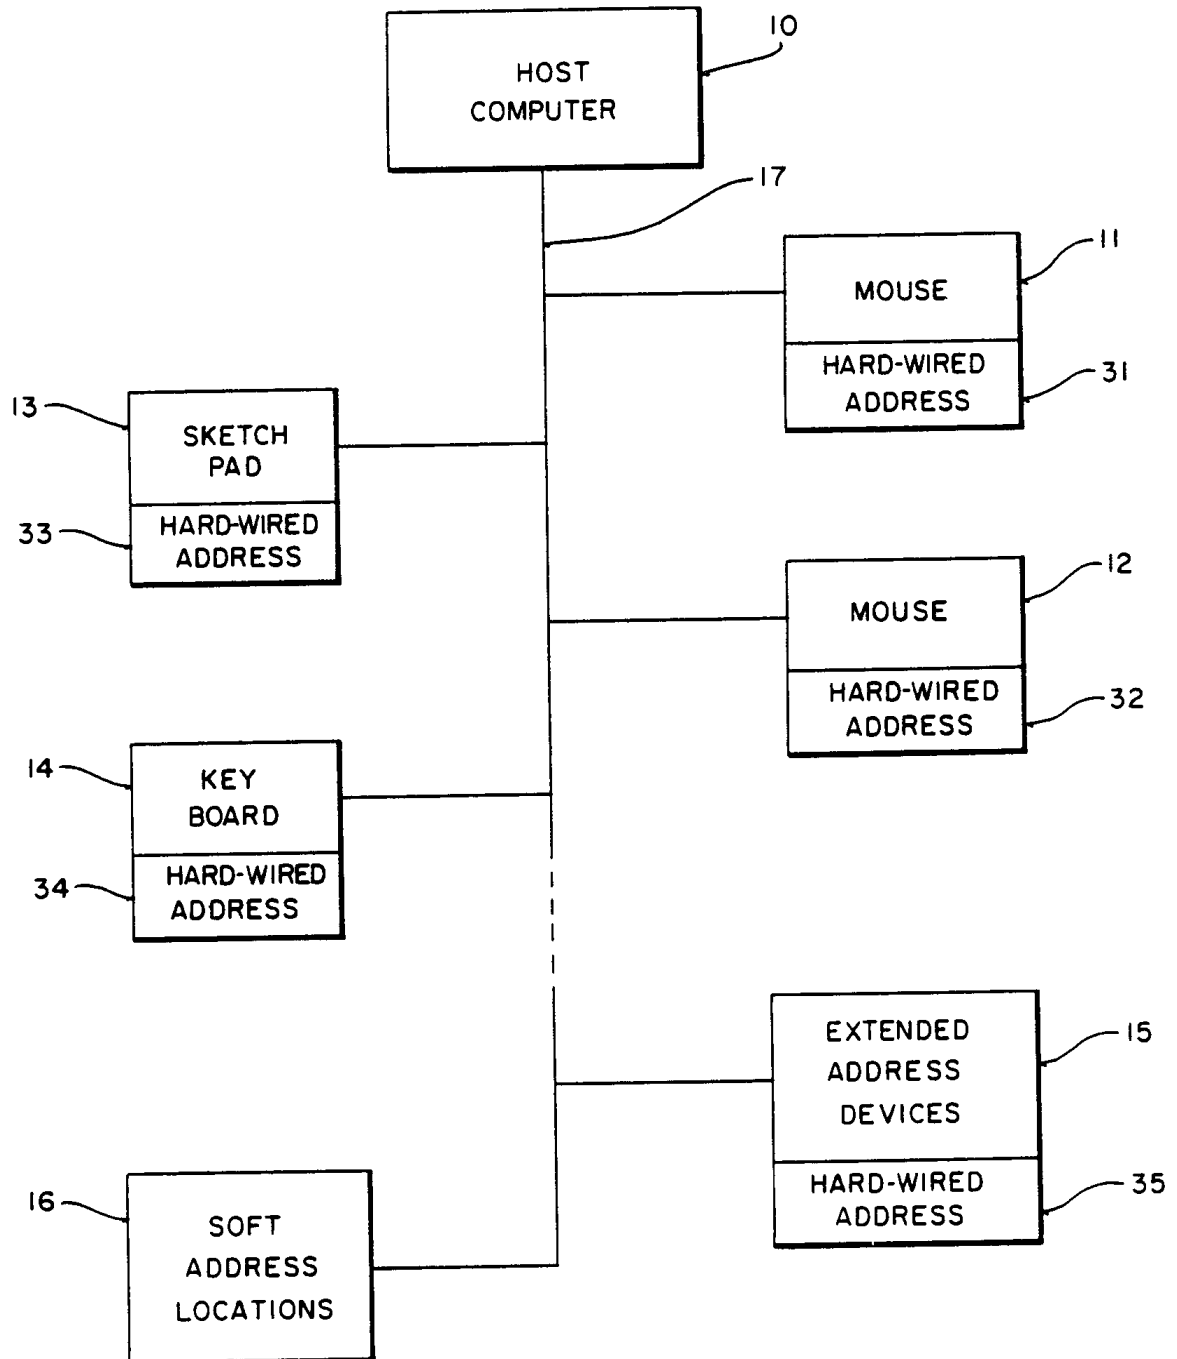 10
HOST
COMPUTER
17
11
MOUSE
HARD-WIRED
ADDRESS
31
13
SKETCH
PAD
33
HARD-WIRED
ADDRESS
12
MOUSE
HARD-WIRED
ADDRESS
32
14
KEY
BOARD
34
HARD-WIRED
ADDRESS
EXTENDED
ADDRESS
DEVICES
15
HARD-WIRED
ADDRESS
35
16
SOFT
ADDRESS
LOCATIONS